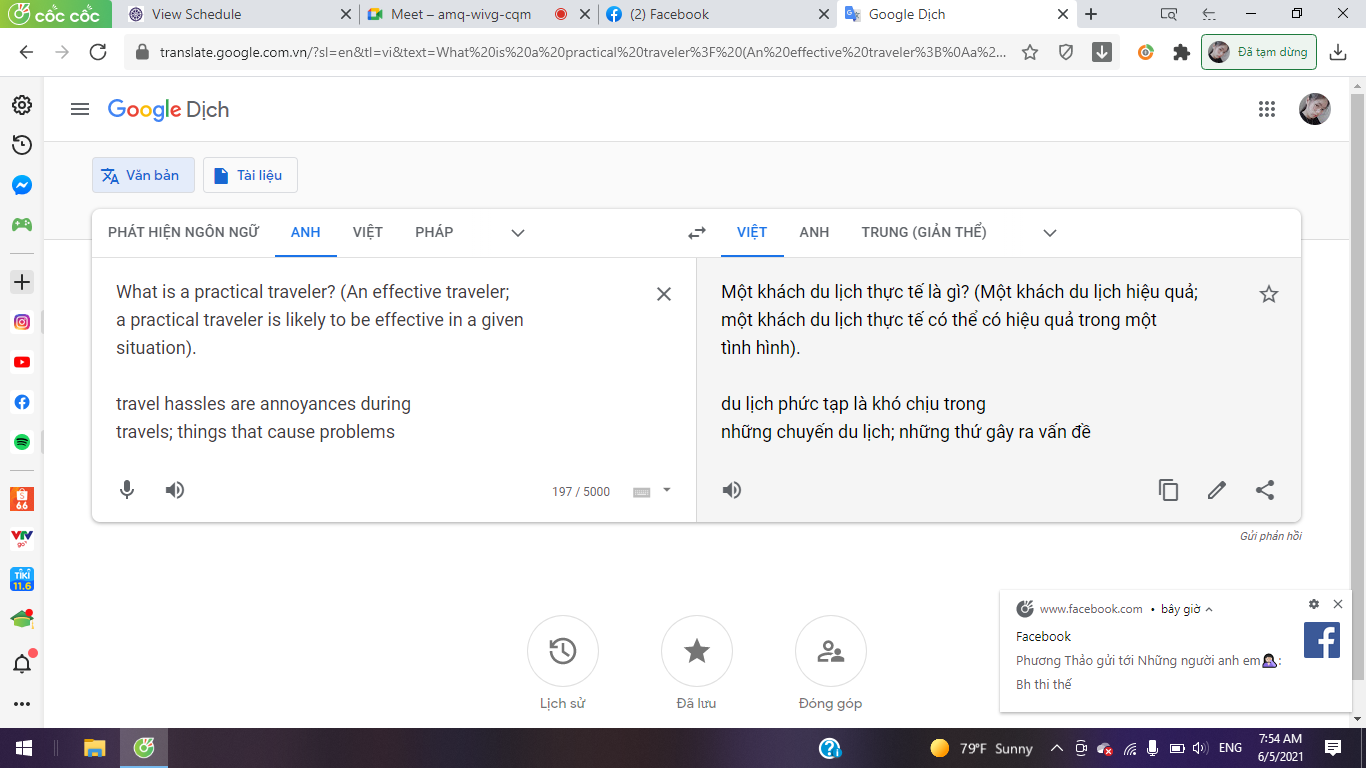 cốc cốc
View Schedule
Meet – amq-wivg-cqm
(2) Facebook
Google Dịch
translate.google.com.vn/?sl=en&tl=vi&text=What%20is%20a%20practical%20traveler%3F%20(An%20effective%20traveler%3B%0Aa%2...
Đã tạm dừng
Google Dịch
Văn bản
Tài liệu
PHÁT HIỆN NGÔN NGỮ ANH VIỆT PHÁP
VIỆT ANH TRUNG (GIẢN THỂ)
What is a practical traveler? (An effective traveler;
a practical traveler is likely to be effective in a given
situation).
travel hassles are annoyances during
travels; things that cause problems
197 / 5000
Một khách du lịch thực tế là gì? (Một khách du lịch hiệu quả;
một khách du lịch thực tế có thể có hiệu quả trong một
tình hình).
du lịch phức tạp là khó chịu trong
những chuyến du lịch; những thứ gây ra vấn đề
Gửi phản hồi
66
VTV
go
TIKI
11.6
Lịch sử
Đã lưu
Đóng góp
www.facebook.com • bây giờ
Facebook
Phương Thảo gửi tới Những người anh em🤦🏻‍♀️:
Bh thi thế
79°F Sunny
ENG
7:54 AM
6/5/2021